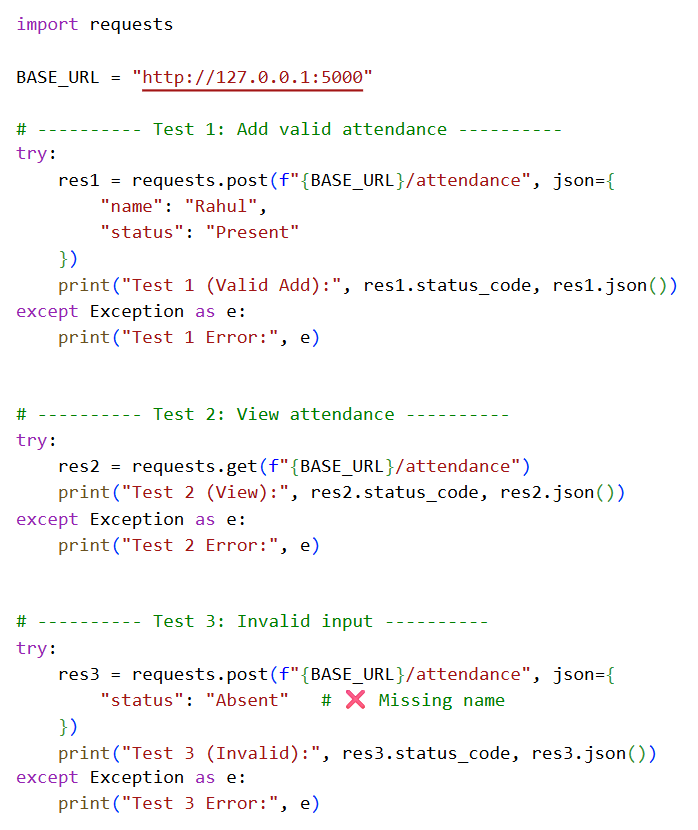 import requests
BASE_URL = "http://127.0.0.1:5000"
# ---------- Test 1: Add valid attendance ----------
try:
    res1 = requests.post(f"{BASE_URL}/attendance", json={
        "name": "Rahul",
        "status": "Present"
    })
    print("Test 1 (Valid Add):", res1.status_code, res1.json())
except Exception as e:
    print("Test 1 Error:", e)
# ---------- Test 2: View attendance ----------
try:
    res2 = requests.get(f"{BASE_URL}/attendance")
    print("Test 2 (View):", res2.status_code, res2.json())
except Exception as e:
    print("Test 2 Error:", e)
# ---------- Test 3: Invalid input ----------
try:
    res3 = requests.post(f"{BASE_URL}/attendance", json={
        "status": "Absent"   # ❌ Missing name
    })
    print("Test 3 (Invalid):", res3.status_code, res3.json())
except Exception as e:
    print("Test 3 Error:", e)